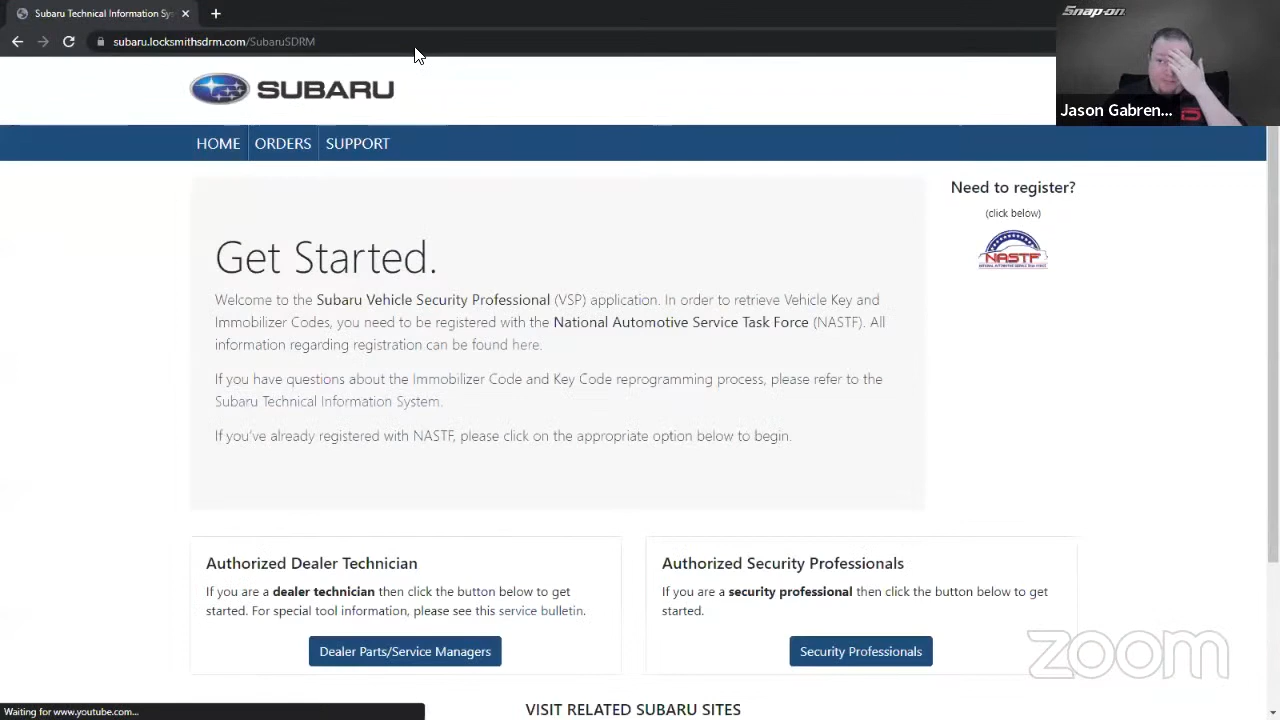 Subaru Technical Information Sys
subaru.locksmithsdrm.com/SubaruSDRM
Snap-on
Jason Gabren...
SUBARU
HOME
ORDERS
SUPPORT
Need to register?
(click below)
NASTF
Get Started.
Welcome to the Subaru Vehicle Security Professional (VSP) application. In order to retrieve Vehicle Key and
Immobilizer Codes, you need to be registered with the National Automotive Service Task Force (NASTF). All
information regarding registration can be found here.
If you have questions about the Immobilizer Code and Key Code reprogramming process, please refer to the
Subaru Technical Information System.
If you've already registered with NASTF, please click on the appropriate option below to begin.
Authorized Dealer Technician
If you are a dealer technician then click the button below to get
started. For special tool information, please see this service bulletin.
Dealer Parts/Service Managers
Authorized Security Professionals
If you are a security professional then click the button below to get
started.
Security Professionals
zoom
Waiting for www.youtube.com...
VISIT RELATED SUBARU SITES